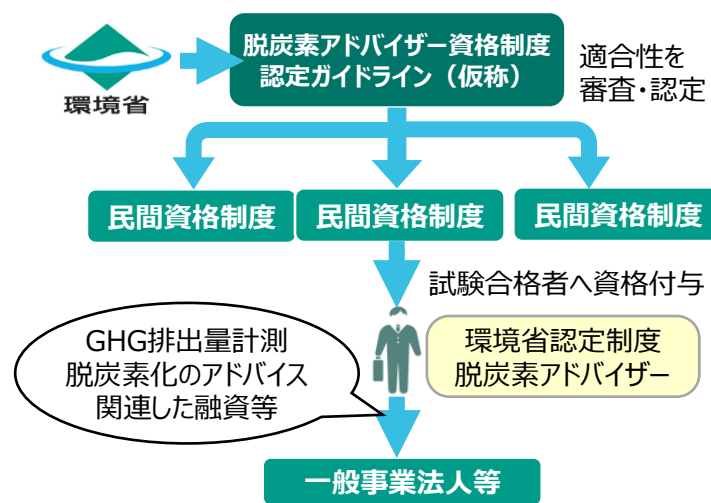 環境省
脱炭素アドバイザー資格制度
認定ガイドライン（仮称）
適合性を
審査・認定
民間資格制度
民間資格制度
民間資格制度
試験合格者へ資格付与
GHG排出量計測
脱炭素化のアドバイス
関連した融資等
環境省認定制度
脱炭素アドバイザー
一般事業法人等